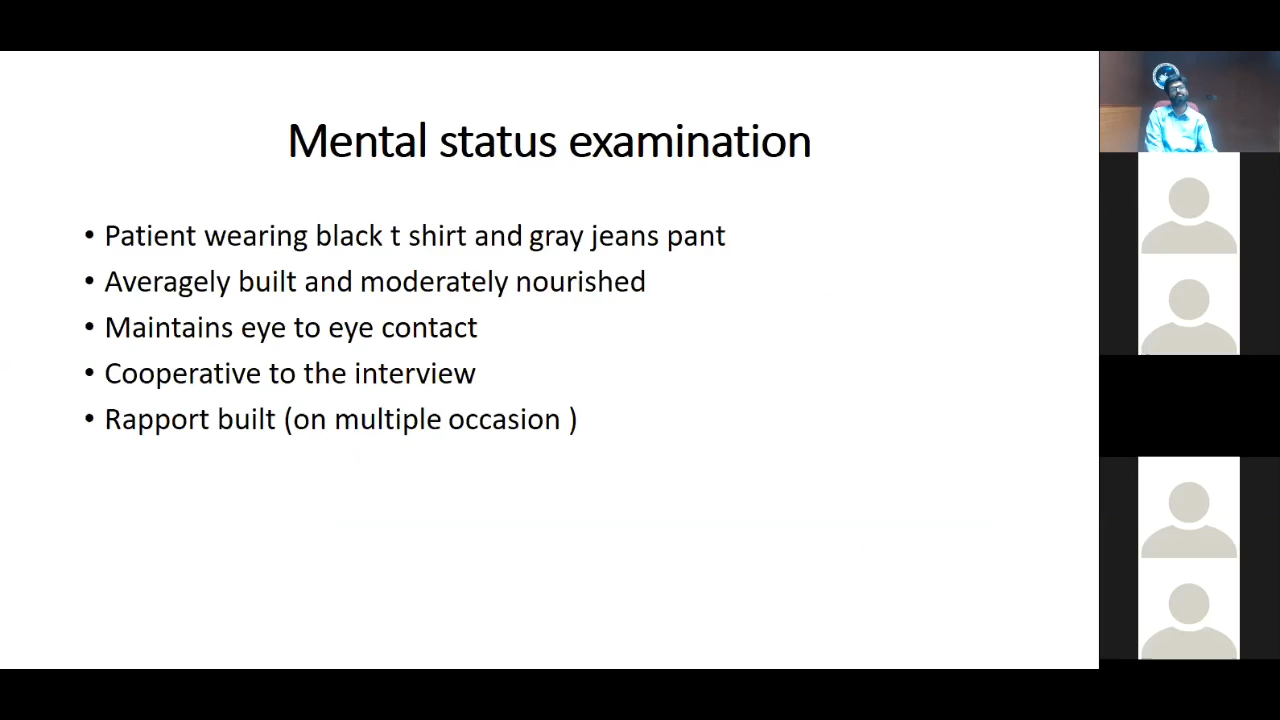 Mental status examination
• Patient wearing black t shirt and gray jeans pant
• Averagely built and moderately nourished
• Maintains eye to eye contact
• Cooperative to the interview
• Rapport built (on multiple occasion )